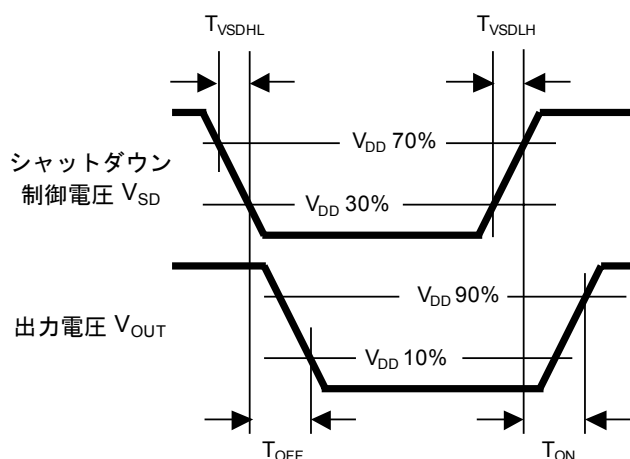 TVSDHL
TVSDLH
VDD 70%
シャットダウン
制御電圧 VSD
VDD 30%
VDD 90%
出力電圧 VOUT
VDD 10%
TOFF
TON